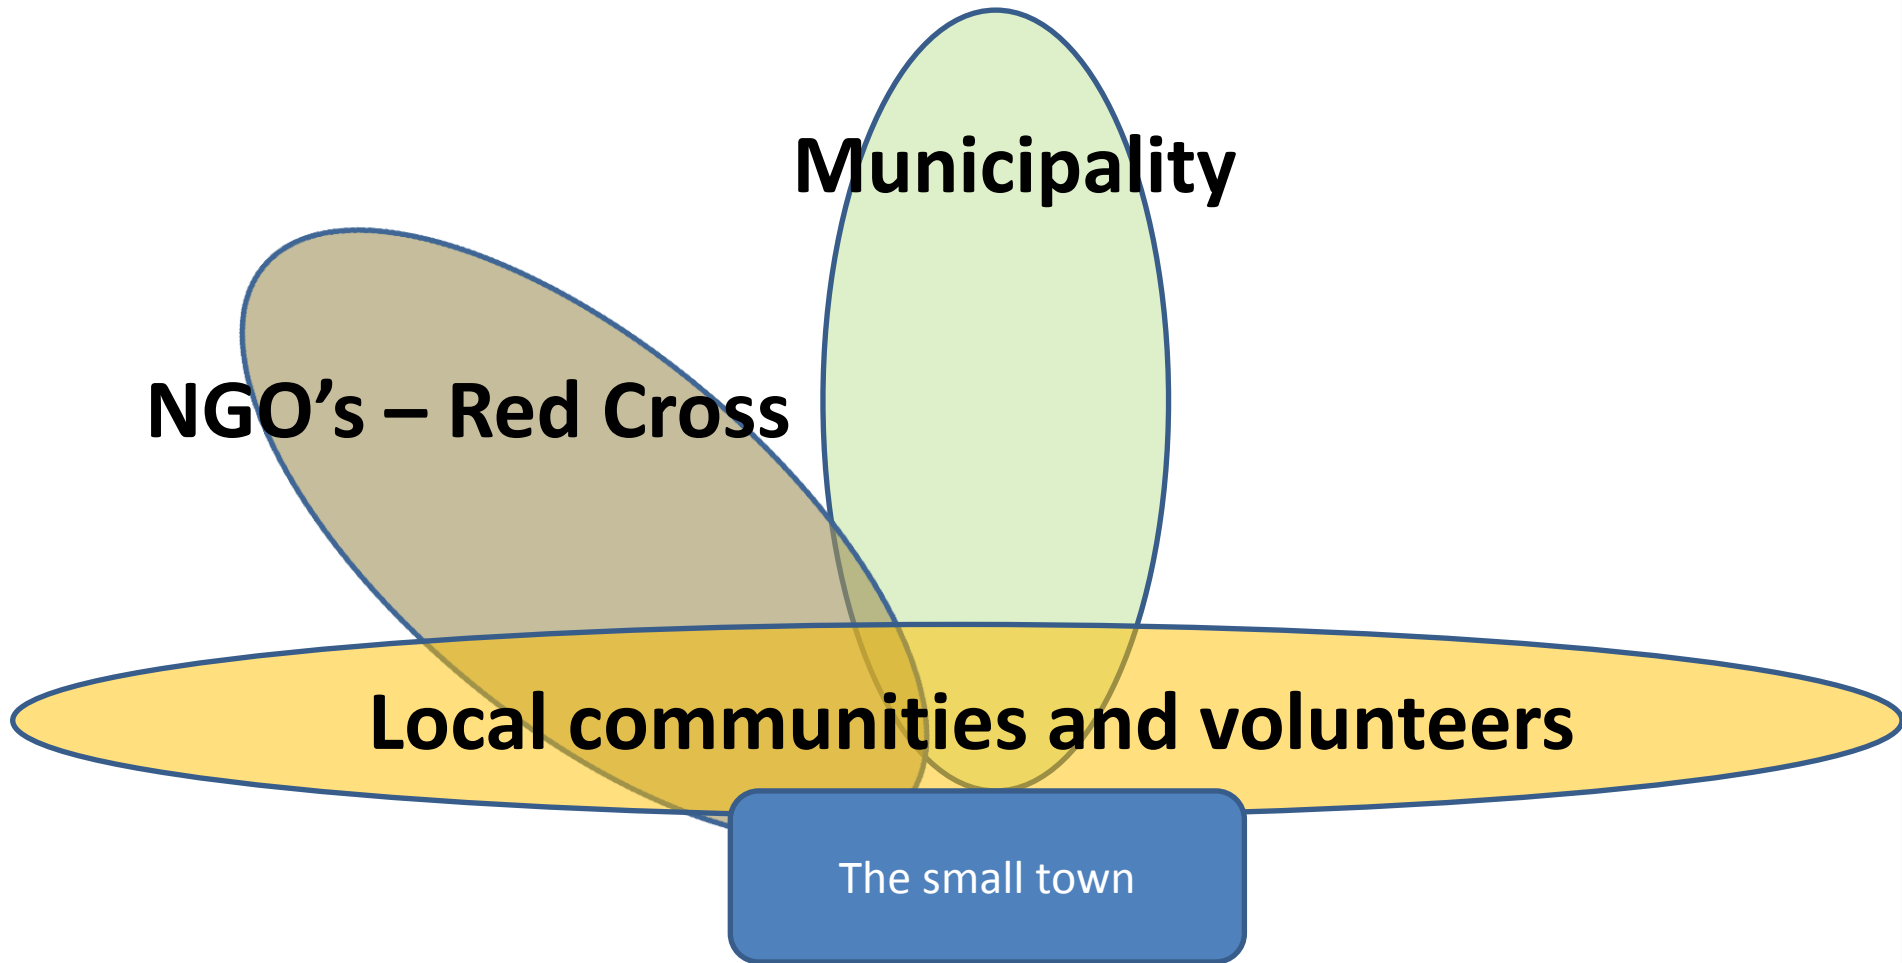 Municipality
NGO’s – Red Cross
Local communities and volunteers
The small town